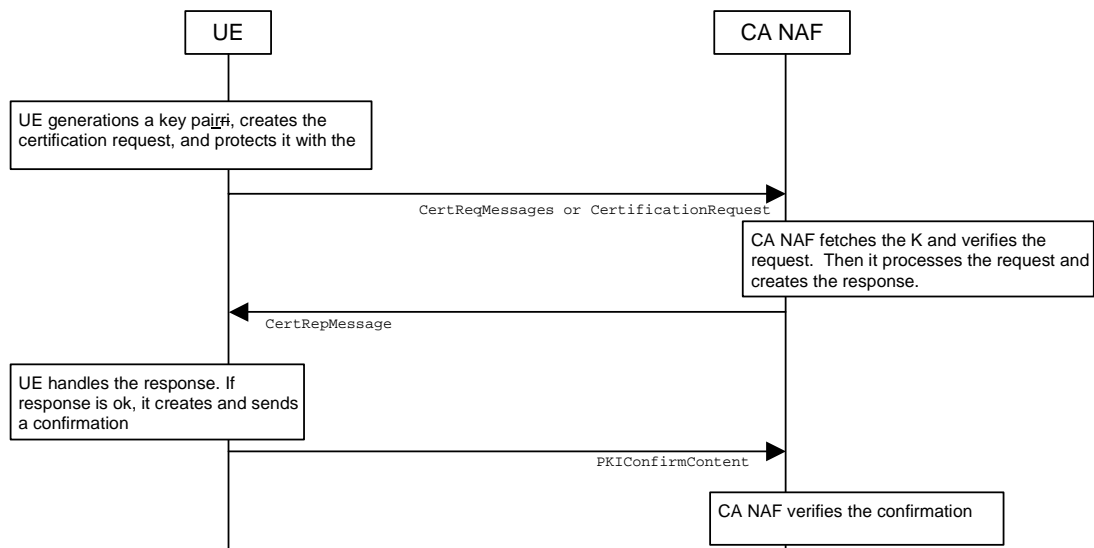 UE
CA NAF
UE generations a key pairri, creates the
certification request, and protects it with the
CertReqMessages or CertificationRequest
CA NAF fetches the K and verifies the
request. Then it processes the request and
creates the response.
CertRepMessage
UE handles the response. If
response is ok, it creates and sends
a confirmation
PKIConfirmContent
CA NAF verifies the confirmation